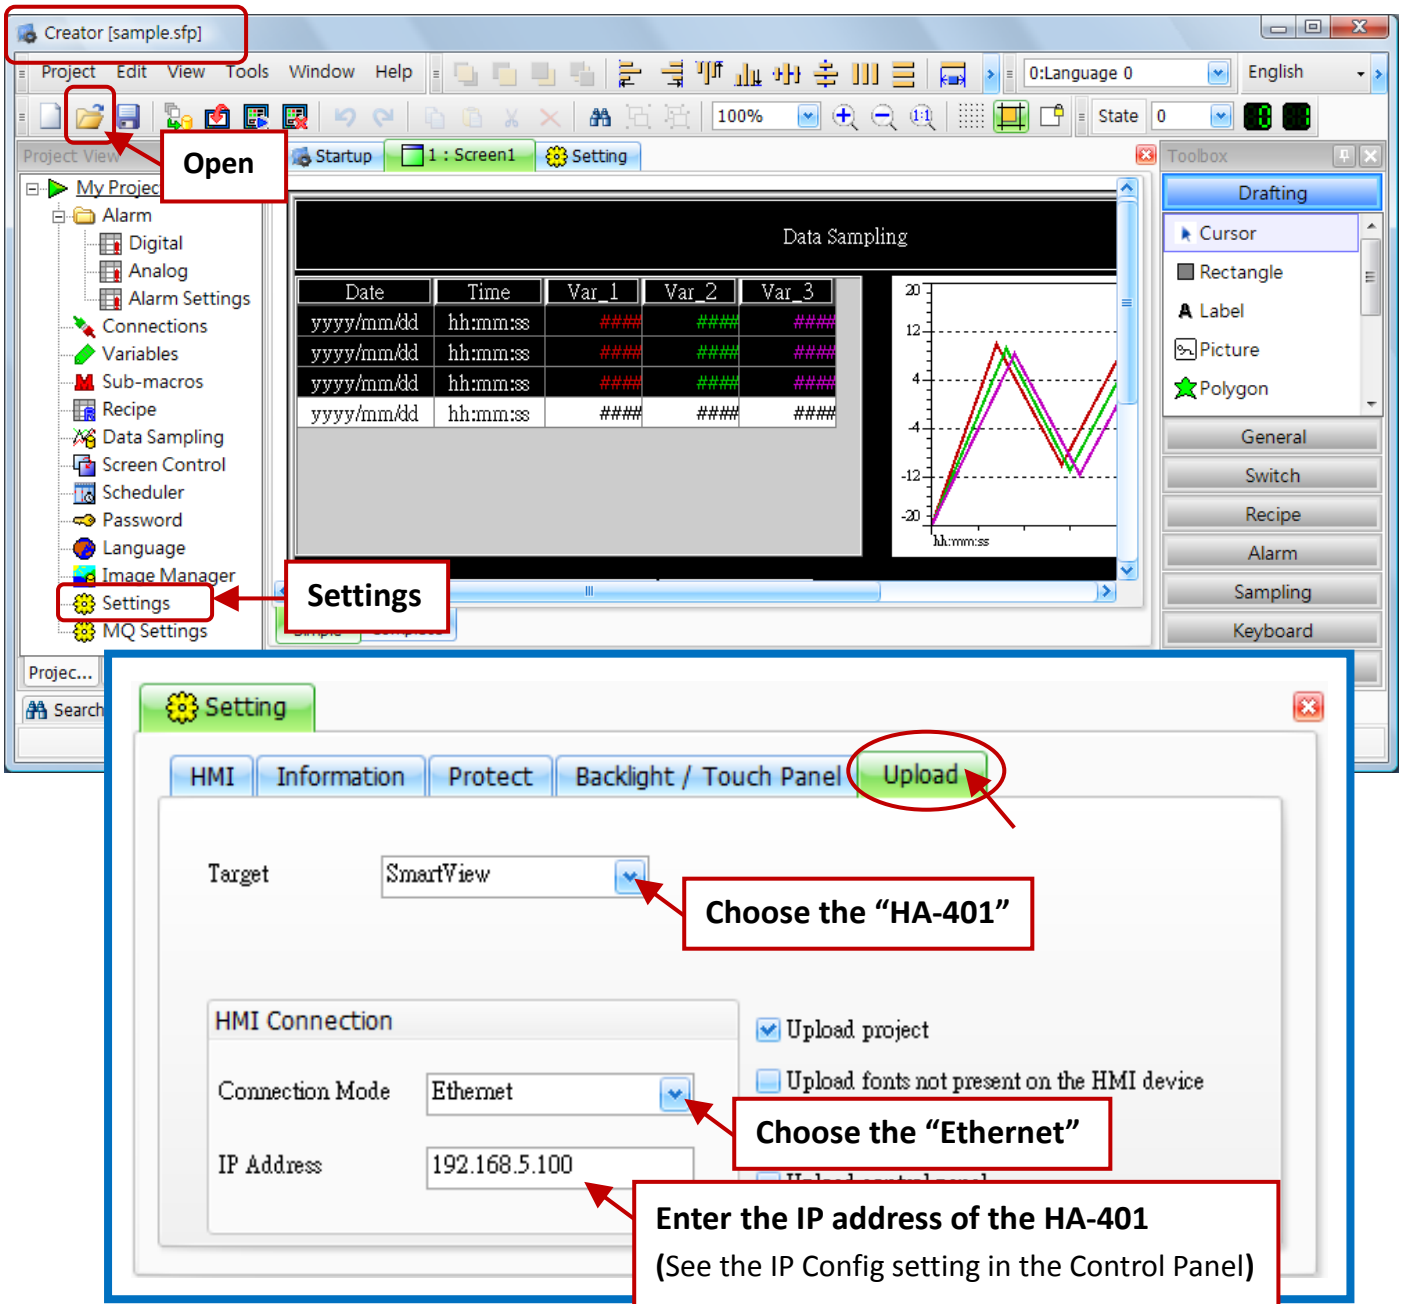 Creator [sample.sfp]
Project Edit View Tools Window Help
0:Language 0
English
100%
State 0
Open
Project View
Startup
1 : Screen1
Setting
Toolbox
My Projec
Alarm
Digital
Analog
Alarm Settings
Connections
Variables
Sub-macros
Recipe
Data Sampling
Screen Control
Scheduler
Password
Language
Image Manager
Settings
MQ Settings
Projec...
Search
Settings
Data Sampling
Date Time Var_1 Var_2 Var_3
yyyy/mm/dd hh:mm:ss #### #### ####
yyyy/mm/dd hh:mm:ss #### #### ####
yyyy/mm/dd hh:mm:ss #### #### ####
yyyy/mm/dd hh:mm:ss #### #### ####
20
12
4
-4
-12
-20
hh:mm:ss
Drafting
Cursor
Rectangle
Label
Picture
Polygon
General
Switch
Recipe
Alarm
Sampling
Keyboard
Setting
HMI Information Protect Backlight / Touch Panel Upload
Target SmartView
Choose the “HA-401”
HMI Connection
Connection Mode Ethernet
IP Address 192.168.5.100
Upload project
Upload fonts not present on the HMI device
Choose the “Ethernet”
Enter the IP address of the HA-401
(See the IP Config setting in the Control Panel)